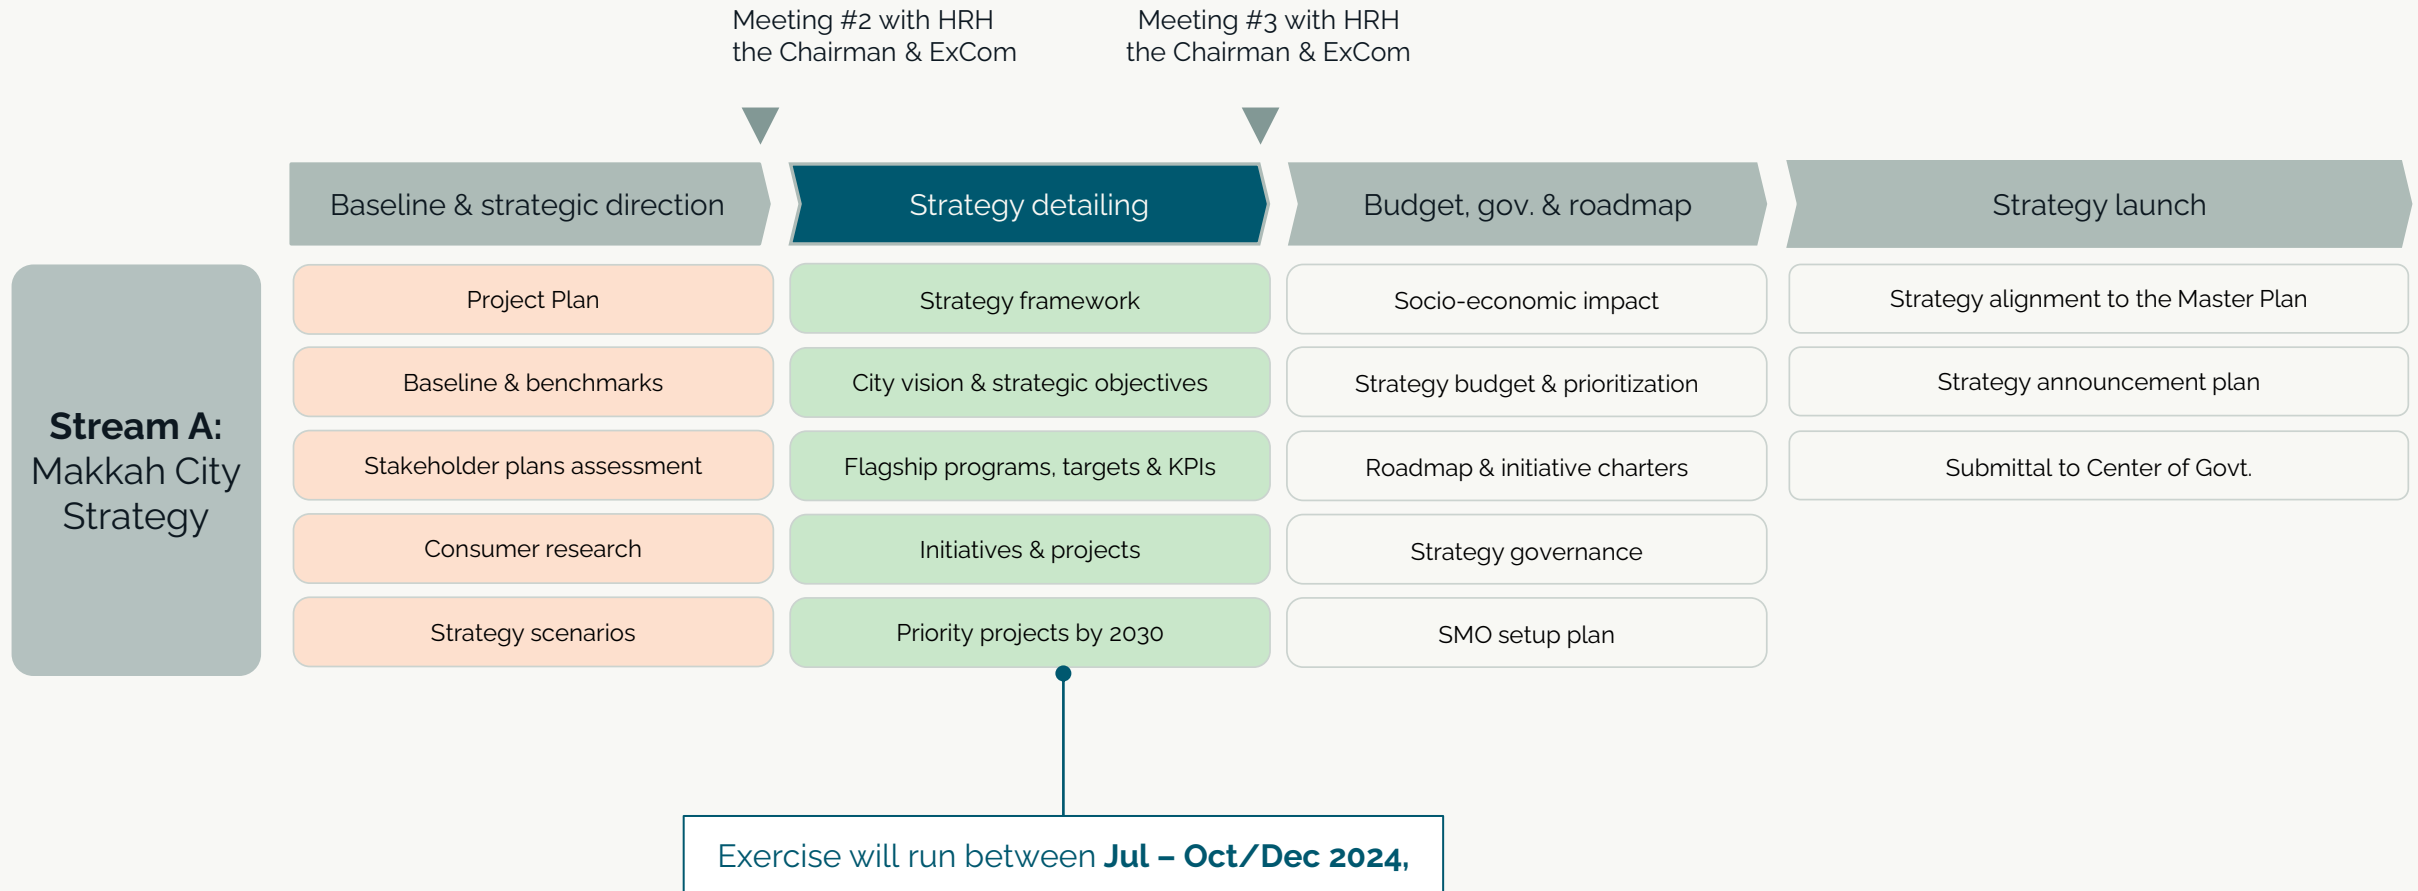 Meeting #2 with HRH
the Chairman & ExCom
Meeting #3 with HRH
the Chairman & ExCom
Baseline & strategic direction
Strategy detailing
Budget, gov. & roadmap
Strategy launch
Stream A:
Makkah City
Strategy
Project Plan
Baseline & benchmarks
Stakeholder plans assessment
Consumer research
Strategy scenarios
Strategy framework
City vision & strategic objectives
Flagship programs, targets & KPIs
Initiatives & projects
Priority projects by 2030
Socio-economic impact
Strategy budget & prioritization
Roadmap & initiative charters
Strategy governance
SMO setup plan
Strategy alignment to the Master Plan
Strategy announcement plan
Submittal to Center of Govt.
Exercise will run between Jul – Oct/Dec 2024,